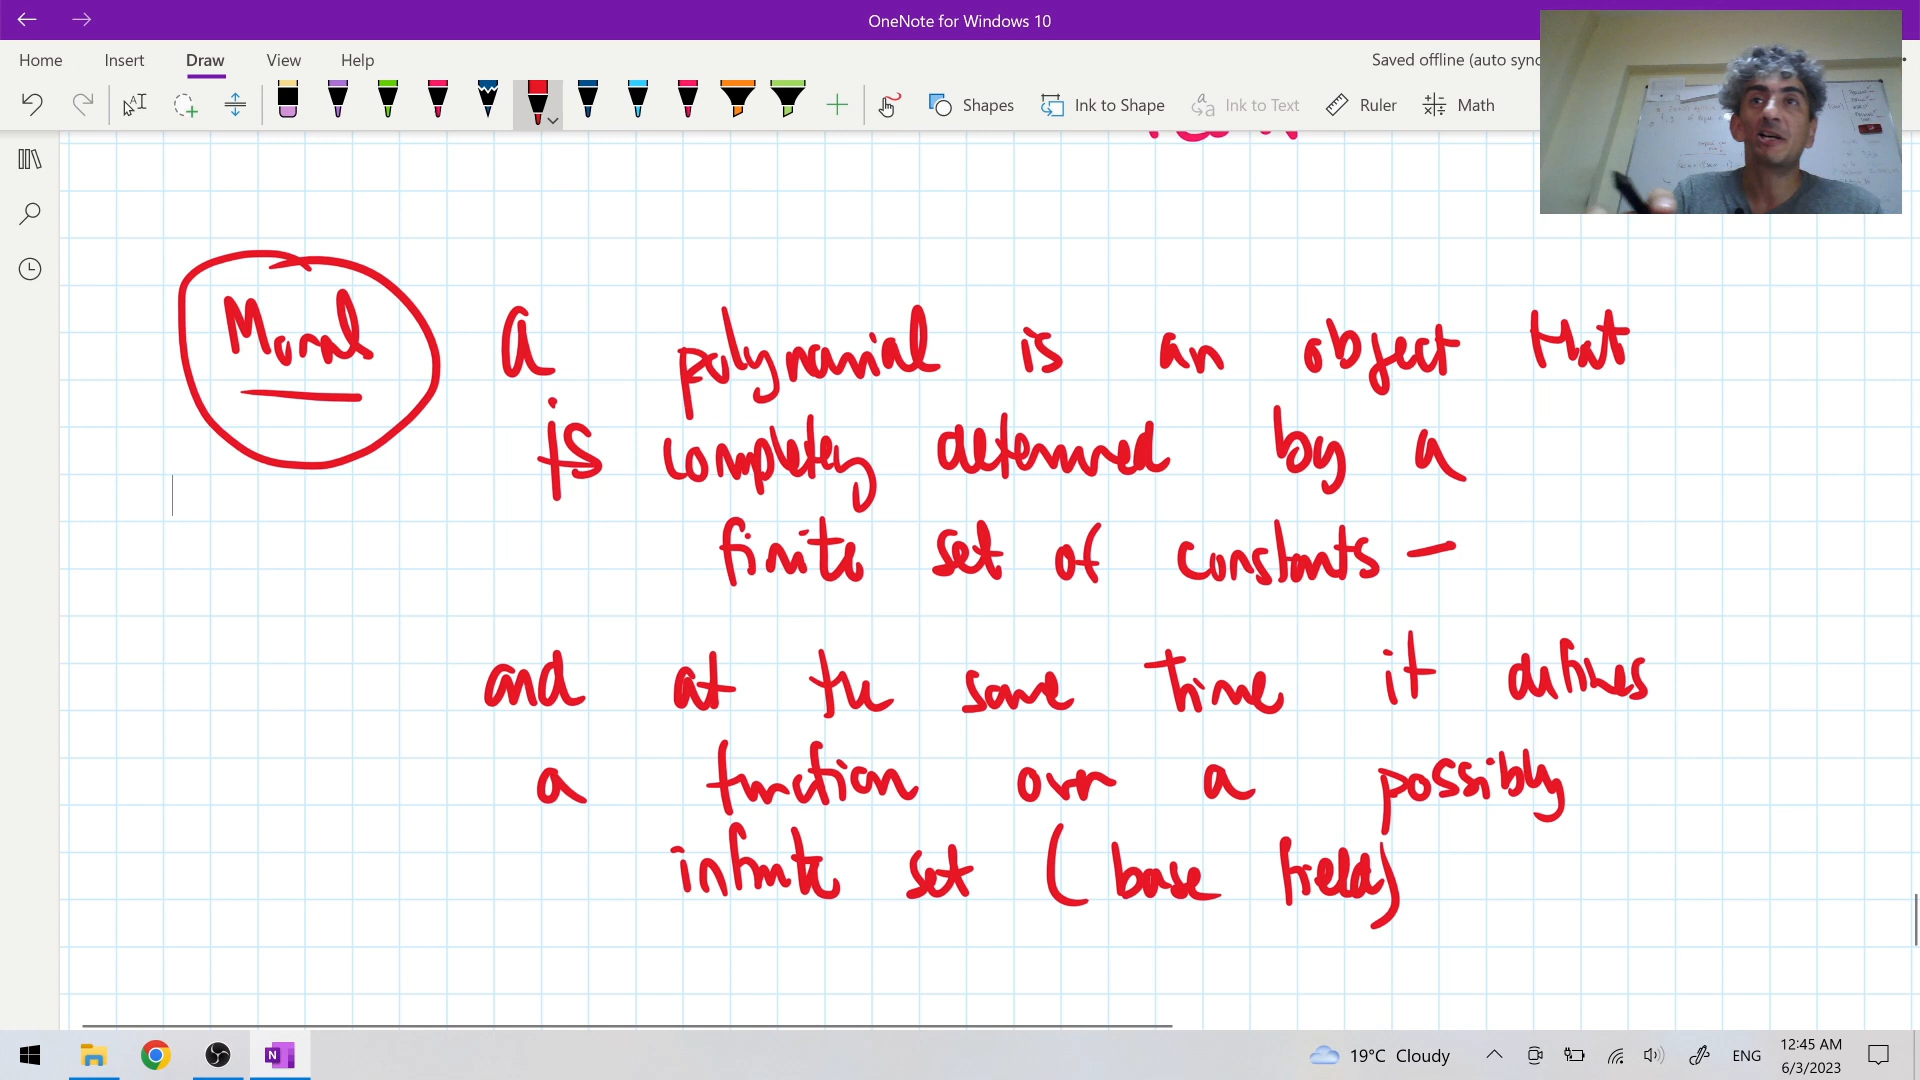 OneNote for Windows 10
Home Insert Draw View Help
Saved offline (auto sync
Shapes Ink to Shape Ink to Text Ruler Math
Moral
A polynomial is an object that
is completely determined by a
finite set of constants –
and at the same time it defines
a function over a possibly
infinite set (base field)
19°C Cloudy
ENG
12:45 AM
6/3/2023